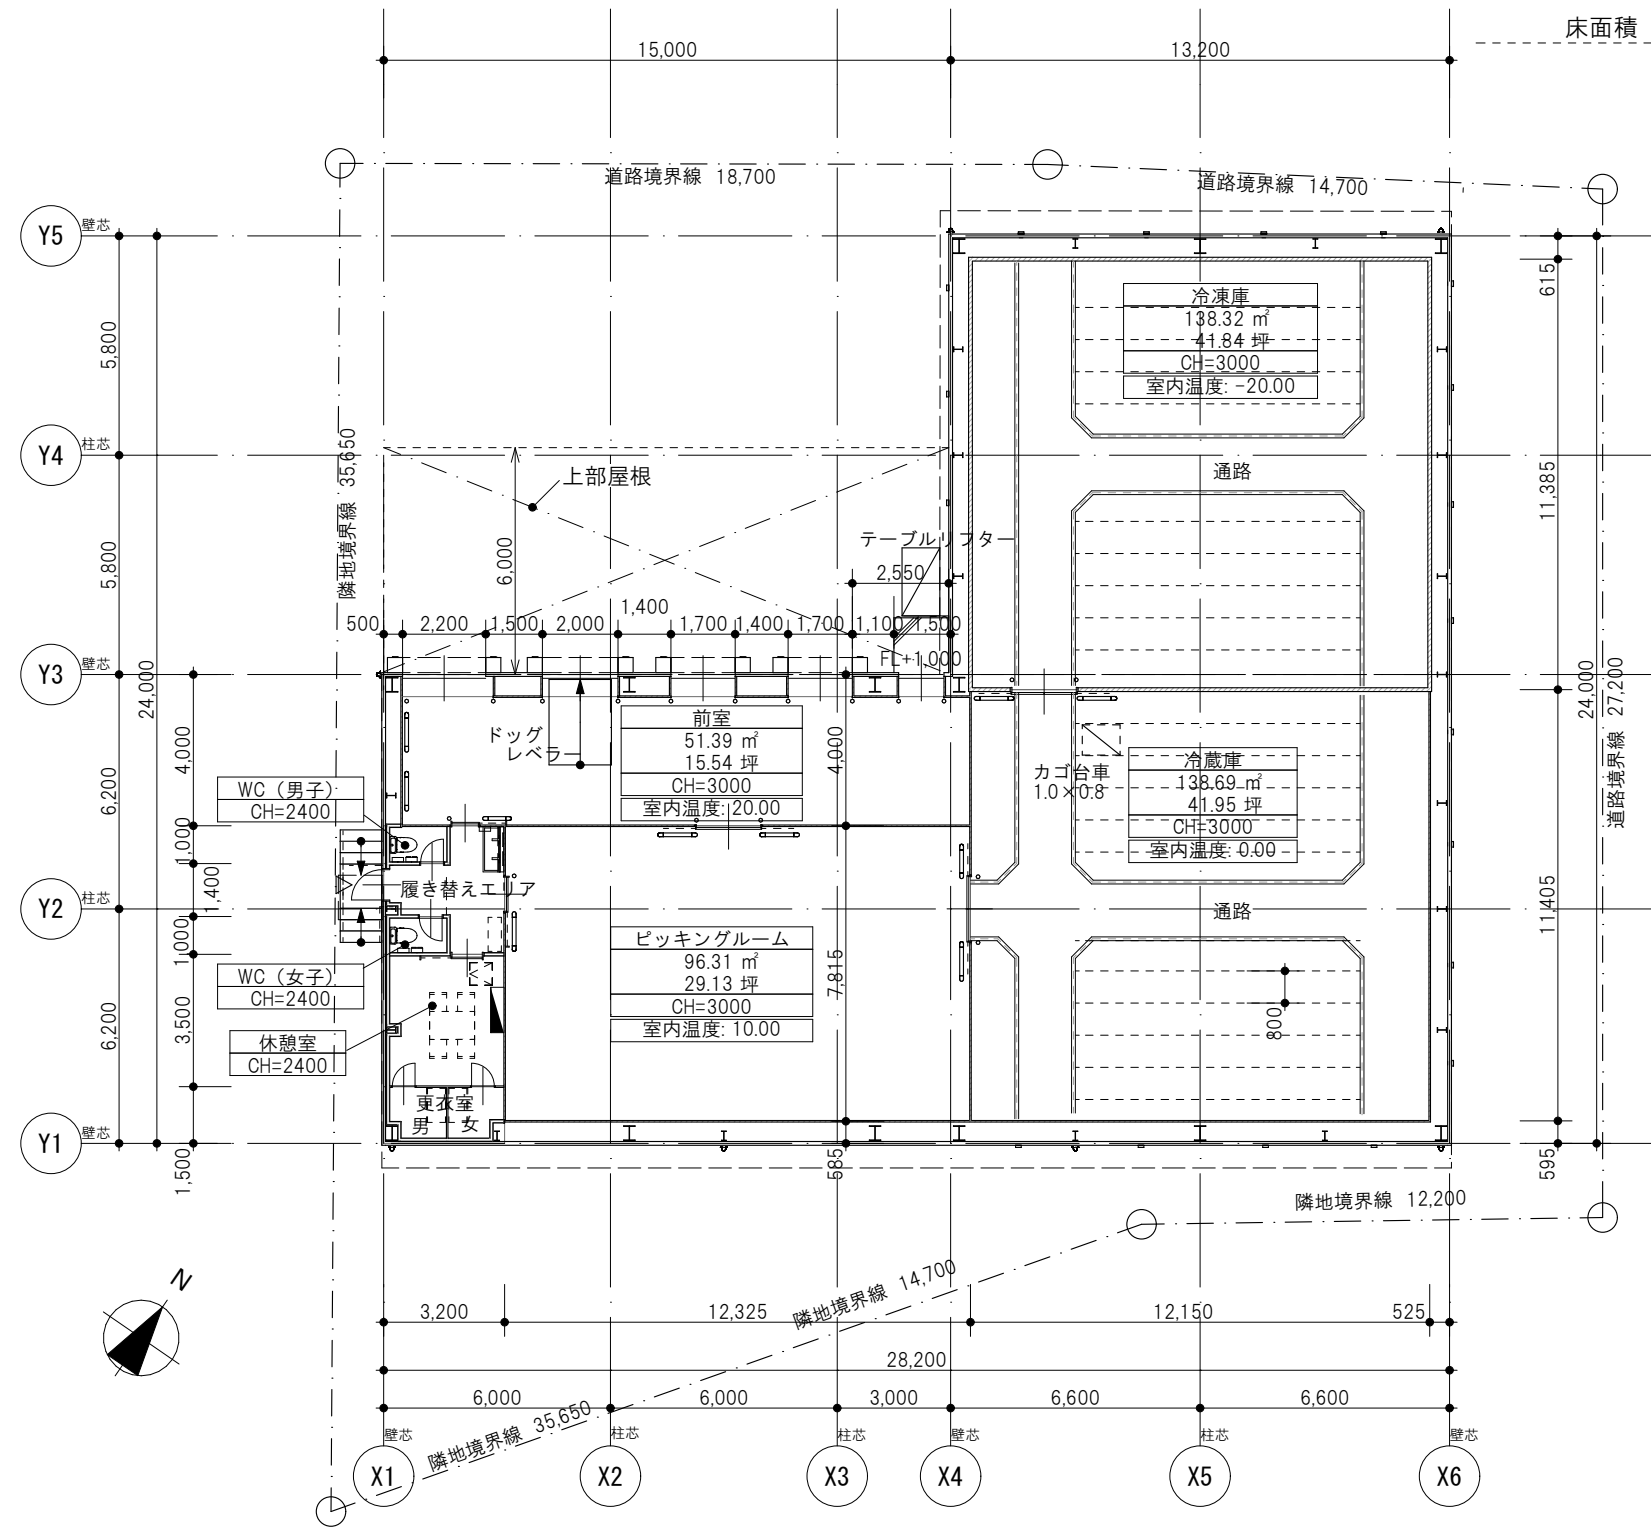 床面積
15,000
13,200
道路境界線 18,700
道路境界線 14,700
Y5
壁芯
Y4
柱芯
Y3
壁芯
Y2
柱芯
Y1
壁芯
5,800
5,800
6,200
6,200
24,000
4,000
1,000
1,400
1,000
3,500
1,500
隣地境界線 35,650
上部屋根
6,000
テーブルリフター
2,550
500
2,200
1,500
2,000
1,400
1,700
1,400
1,700
1,100
1,500
FL+1,000
冷凍庫
138.32 ㎡
41.84 坪
CH=3000
室内温度: -20.00
通路
615
11,385
11,405
595
24,000
道路境界線 27,200
ドッグ
レベラー
前室
51.39 ㎡
15.54 坪
CH=3000
室内温度: 20.00
4,000
カゴ台車
1.0×0.8
冷蔵庫
138.69 ㎡
41.95 坪
CH=3000
室内温度: 0.00
通路
800
WC（男子）
CH=2400
履き替えエリア
WC（女子）
CH=2400
休憩室
CH=2400
更衣室
男
女
ピッキングルーム
96.31 ㎡
29.13 坪
CH=3000
室内温度: 10.00
7,815
585
隣地境界線 12,200
隣地境界線 14,700
隣地境界線 35,650
N
3,200
12,325
12,150
525
28,200
6,000
6,000
3,000
6,600
6,600
壁芯
柱芯
柱芯
壁芯
柱芯
壁芯
X1
X2
X3
X4
X5
X6